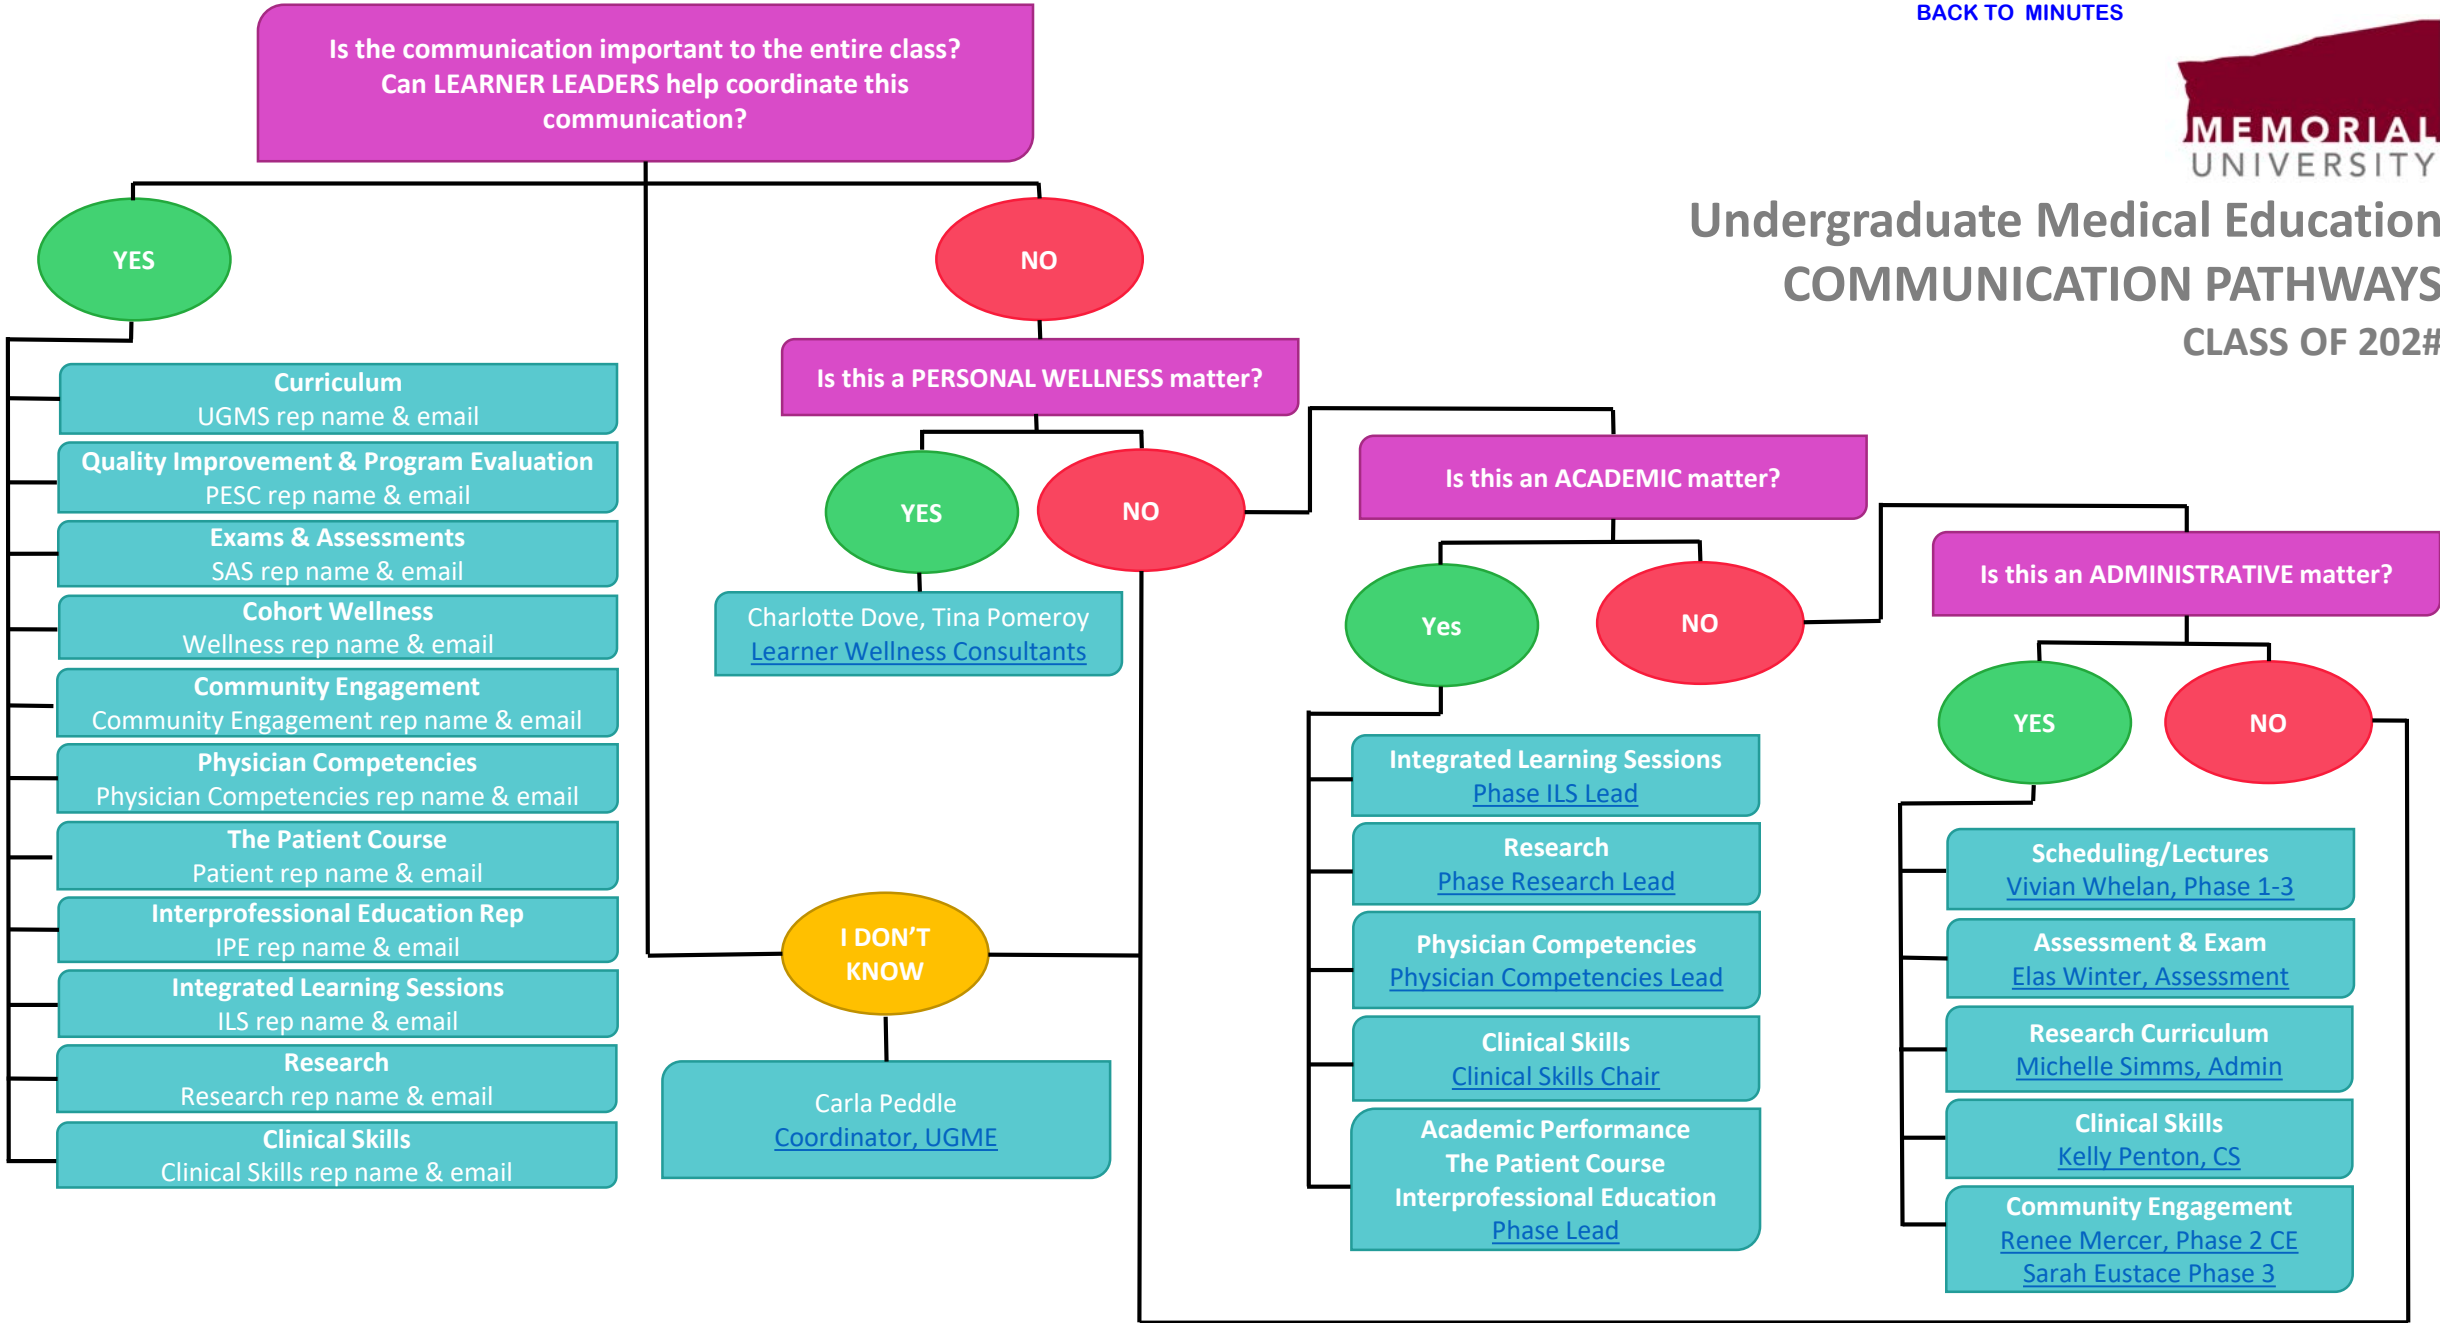 BACK TO MINUTES
MEMORIAL
UNIVERSITY
Undergraduate Medical Education
COMMUNICATION PATHWAYS
CLASS OF 202#
Is the communication important to the entire class?
Can LEARNER LEADERS help coordinate this
communication?
YES
NO
Curriculum
UGMS rep name & email
Quality Improvement & Program Evaluation
PESC rep name & email
Exams & Assessments
SAS rep name & email
Cohort Wellness
Wellness rep name & email
Community Engagement
Community Engagement rep name & email
Physician Competencies
Physician Competencies rep name & email
The Patient Course
Patient rep name & email
Interprofessional Education Rep
IPE rep name & email
Integrated Learning Sessions
ILS rep name & email
Research
Research rep name & email
Clinical Skills
Clinical Skills rep name & email
Is this a PERSONAL WELLNESS matter?
YES
NO
Charlotte Dove, Tina Pomeroy
Learner Wellness Consultants
I DON'T
KNOW
Carla Peddle
Coordinator, UGME
Is this an ACADEMIC matter?
Yes
NO
Integrated Learning Sessions
Phase ILS Lead
Research
Phase Research Lead
Physician Competencies
Physician Competencies Lead
Clinical Skills
Clinical Skills Chair
Academic Performance
The Patient Course
Interprofessional Education
Phase Lead
Is this an ADMINISTRATIVE matter?
YES
NO
Scheduling/Lectures
Vivian Whelan, Phase 1-3
Assessment & Exam
Elas Winter, Assessment
Research Curriculum
Michelle Simms, Admin
Clinical Skills
Kelly Penton, CS
Community Engagement
Renee Mercer, Phase 2 CE
Sarah Eustace Phase 3